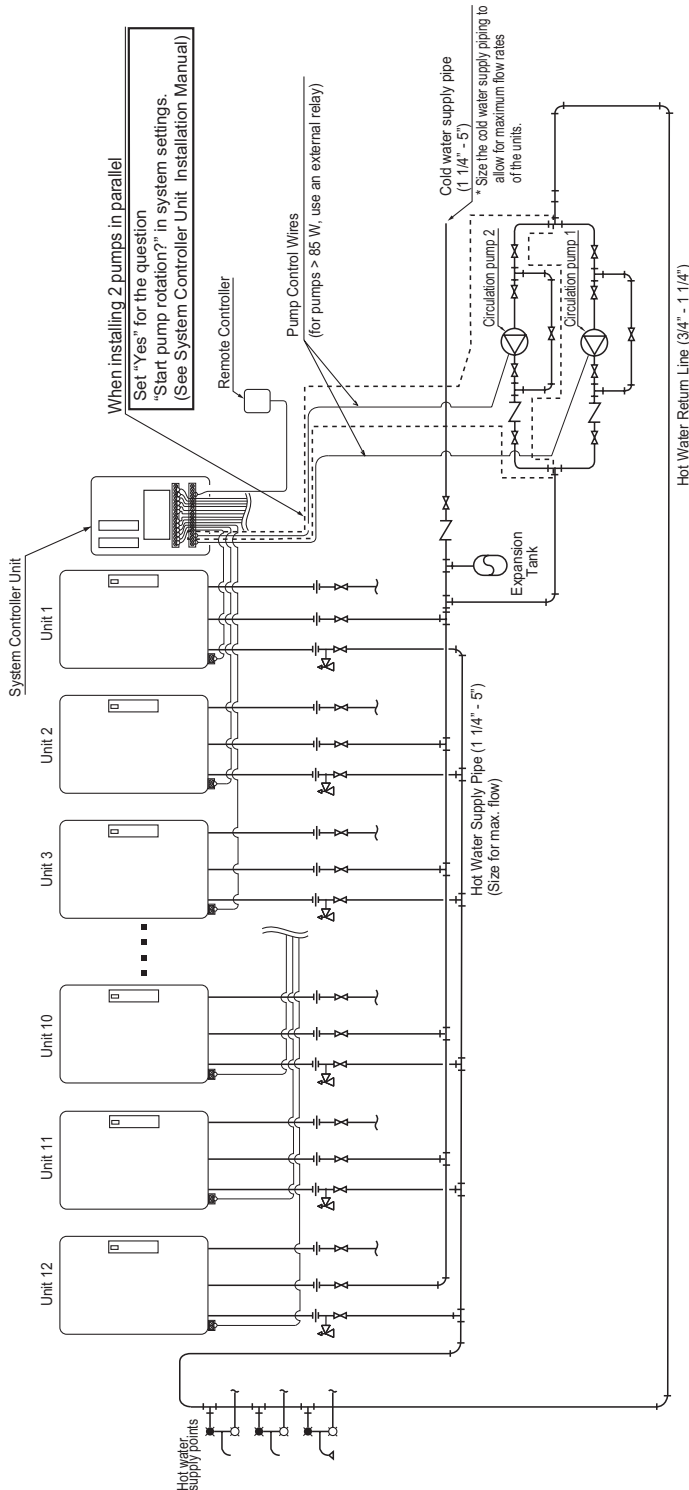 System Controller Unit
When installing 2 pumps in parallel
Set “Yes” for the question
“Start pump rotation?” in system settings.
(See System Controller Unit Installation Manual)
Remote Controller
Pump Control Wires
(for pumps > 85 W, use an external relay)
Cold water supply pipe
(1 1/4” - 5”)
* Size the cold water supply piping to
allow for maximum flow rates
of the units.
Unit 12
Unit 11
Unit 10
Unit 3
Unit 2
Unit 1
Hot water
supply points
Hot Water Supply Pipe (1 1/4” - 5”)
(Size for max. flow)
Expansion
Tank
Circulation pump 2
Circulation pump 1
Hot Water Return Line (3/4” - 1 1/4”)